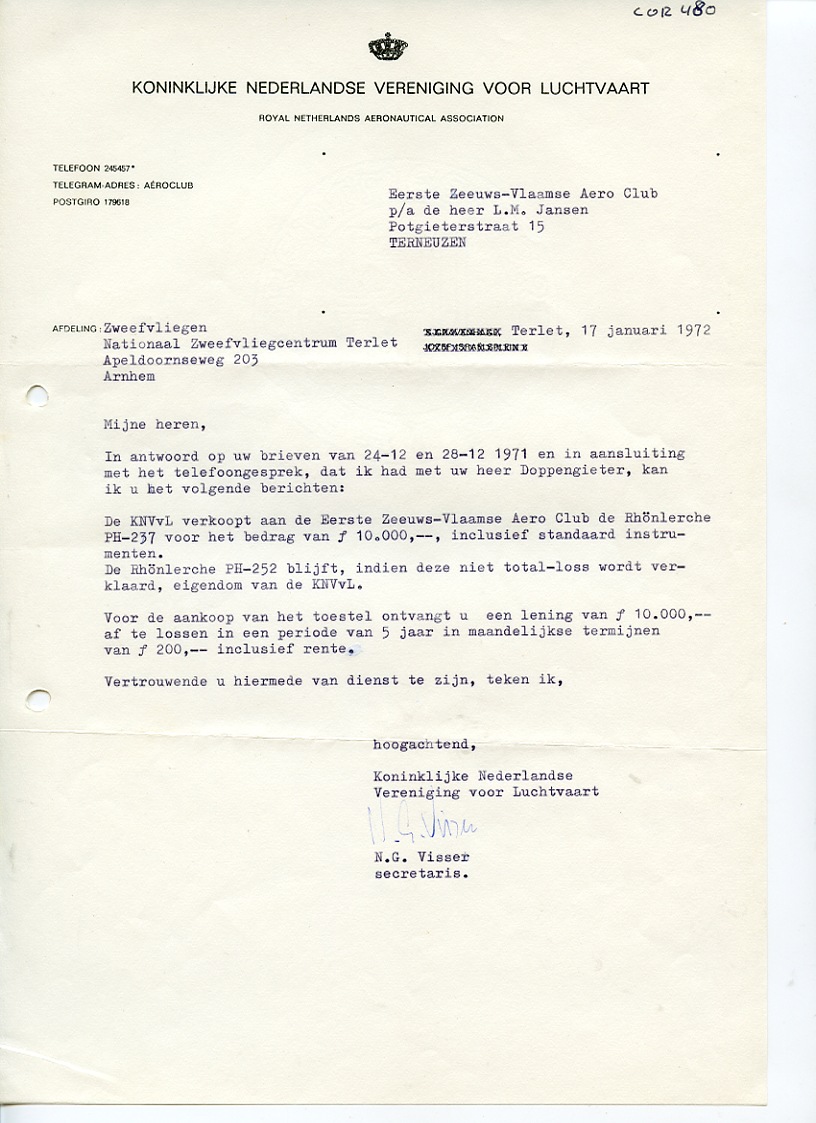 COR 480
KONINKLIJKE NEDERLANDSE VERENIGING VOOR LUCHTVAART
ROYAL NETHERLANDS AERONAUTICAL ASSOCIATION
TELEFOON 245457*
TELEGRAM-ADRES: AÉROCLUB
POSTGIRO 179618
Eerste Zeeuws-Vlaamse Aero Club
p/a de heer L.M. Jansen
Potgieterstraat 15
TERNEUZEN
AFDELING: Zweefvliegen
Nationaal Zweefvliegcentrum Terlet
Apeldoornseweg 203
Arnhem
Terlet, 17 januari 1972
Mijne heren,
In antwoord op uw brieven van 24-12 en 28-12 1971 en in aansluiting
met het telefoongesprek, dat ik had met uw heer Doppengieter, kan
ik u het volgende berichten:
De KNVvL verkoopt aan de Eerste Zeeuws-Vlaamse Aero Club de Rhönlerche
PH-237 voor het bedrag van ƒ 10.000,--, inclusief standaard instru-
menten.
De Rhönlerche PH-252 blijft, indien deze niet total-loss wordt ver-
klaard, eigendom van de KNVvL.
Voor de aankoop van het toestel ontvangt u een lening van ƒ 10.000,--
af te lossen in een periode van 5 jaar in maandelijkse termijnen
van ƒ 200,-- inclusief rente.
Vertrouwende u hiermede van dienst te zijn, teken ik,
hoogachtend,
Koninklijke Nederlandse
Vereniging voor Luchtvaart
N.G. Visser
N.G. Visser
secretaris.